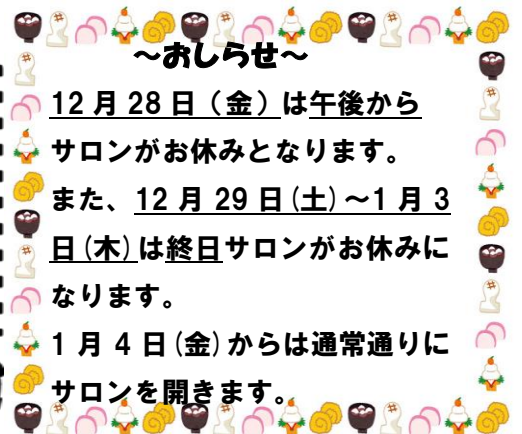 ～おしらせ～
12月28日（金）は午後から
サロンがお休みとなります。
また、12月29日(土)～1月3
日(木)は終日サロンがお休みに
なります。
1月4日(金)からは通常通りに
サロンを開きます。